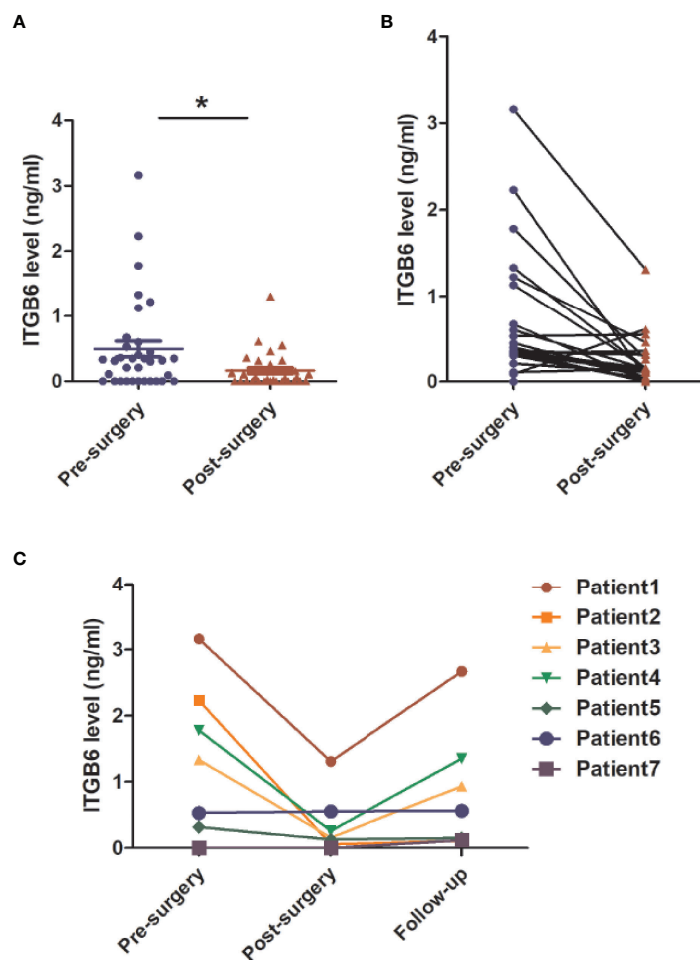 A
ITGB6 level (ng/ml)
4
3
2
1
0
*
Pre-surgery
Post-surgery
B
ITGB6 level (ng/ml)
4
3
2
1
0
Pre-surgery
Post-surgery
C
ITGB6 level (ng/ml)
4
3
2
1
0
Pre-surgery
Post-surgery
Follow-up
Patient1
Patient2
Patient3
Patient4
Patient5
Patient6
Patient7